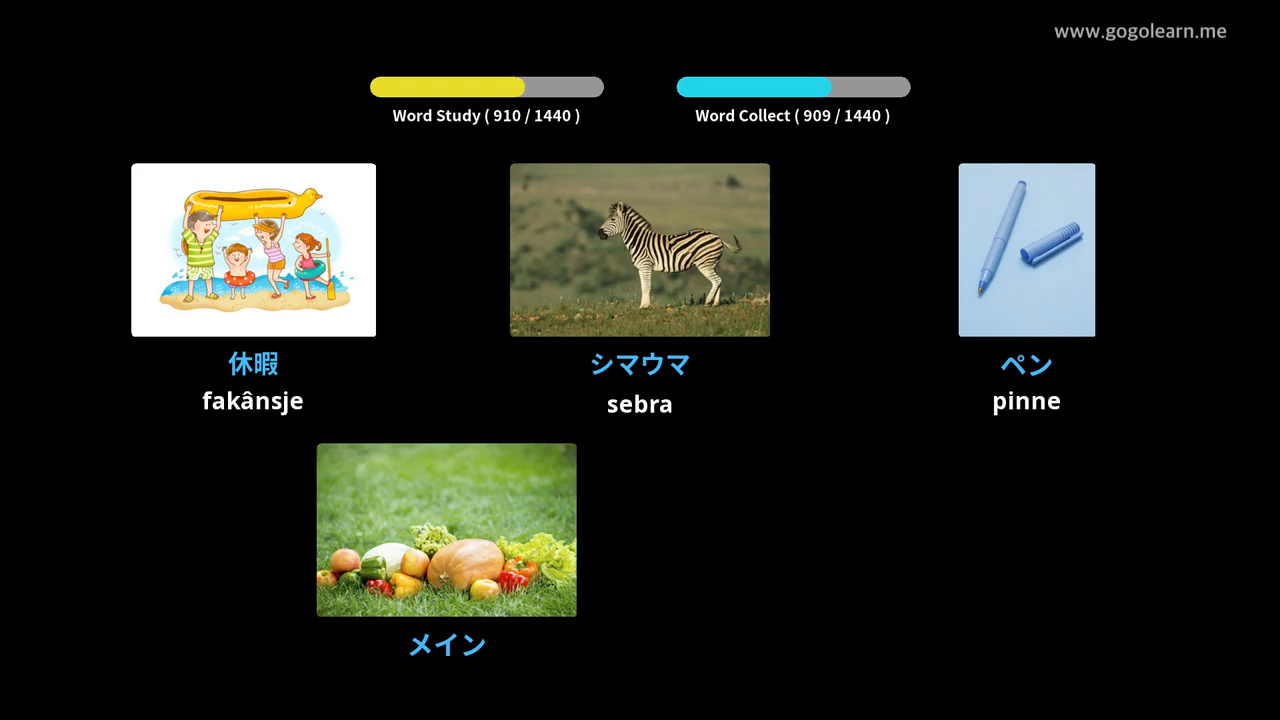 www.gogolearn.me
Word Study ( 910 / 1440 )
Word Collect ( 909 / 1440 )
休暇
fakânsje
シマウマ
sebra
ペン
pinne
メイン